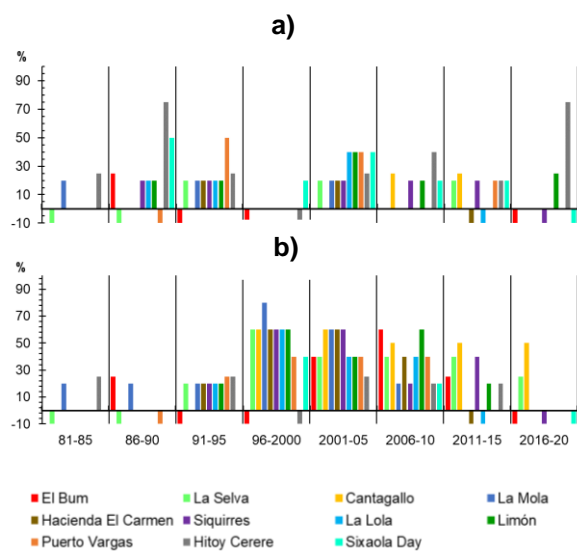 a)
%
90
70
50
30
10
-10
b)
%
90
70
50
30
10
-10
81-85 86-90 91-95 96-2000 2001-05 2006-10 2011-15 2016-20
El Bum La Selva Cantagallo La Mola
Hacienda El Carmen Siquirres La Lola Limón
Puerto Vargas Hitoy Cerere Sixaola Day